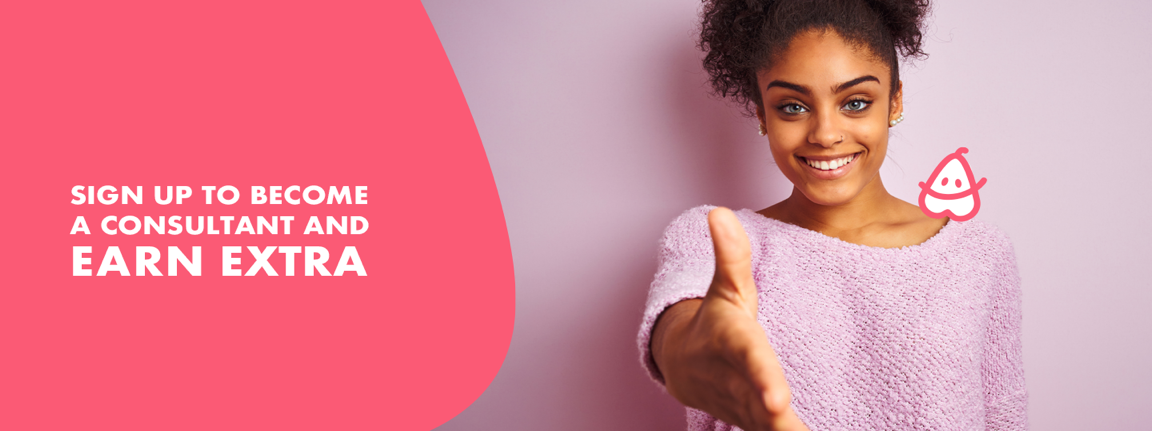 SIGN UP TO BECOME
A CONSULTANT AND
EARN EXTRA